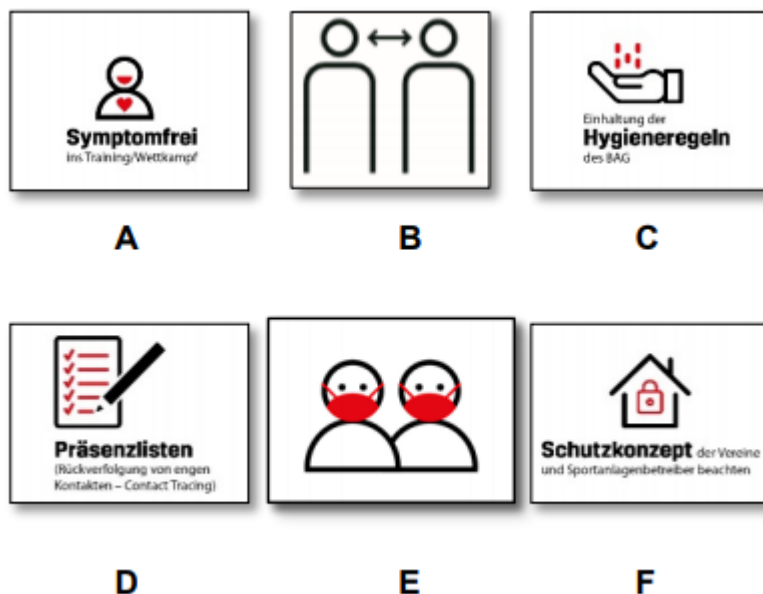 Symptomfrei
ins Training/Wettkampf
Einhaltung der
Hygieneregeln
des BAG
A
B
C
Präsenzlisten
(Rückverfolgung von engen
Kontakten – Contact Tracing)
Schutzkonzept der Vereine
und Sportanlagenbetreiber beachten
D
E
F